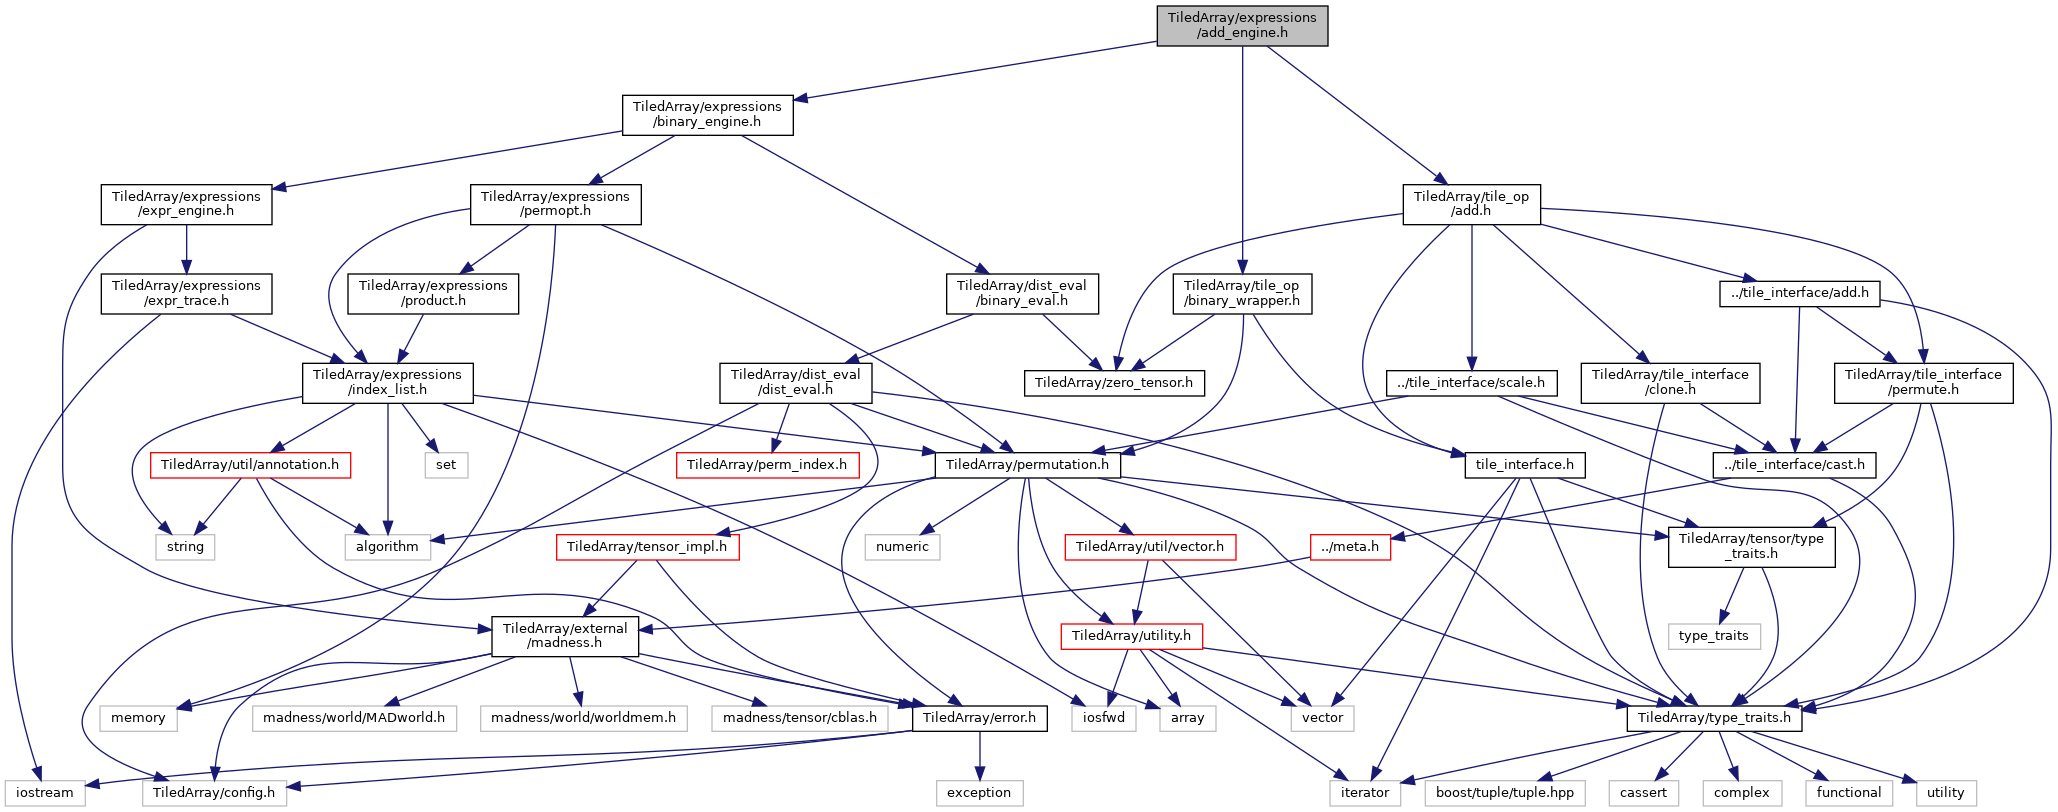 TiledArray/expressions
/add_engine.h
TiledArray/expressions
/binary_engine.h
TiledArray/expressions
/expr_engine.h
TiledArray/expressions
/permopt.h
TiledArray/tile_op
/add.h
TiledArray/expressions
/expr_trace.h
TiledArray/expressions
/product.h
TiledArray/dist_eval
/binary_eval.h
TiledArray/tile_op
/binary_wrapper.h
../tile_interface/add.h
TiledArray/expressions
/index_list.h
TiledArray/dist_eval
/dist_eval.h
TiledArray/zero_tensor.h
../tile_interface/scale.h
TiledArray/tile_interface
/clone.h
TiledArray/tile_interface
/permute.h
TiledArray/util/annotation.h
set
TiledArray/perm_index.h
TiledArray/permutation.h
tile_interface.h
../tile_interface/cast.h
string
algorithm
TiledArray/tensor_impl.h
numeric
TiledArray/util/vector.h
../meta.h
TiledArray/tensor/type
_traits.h
TiledArray/external
/madness.h
TiledArray/utility.h
type_traits
memory
madness/world/MADworld.h
madness/world/worldmem.h
madness/tensor/cblas.h
TiledArray/error.h
iosfwd
array
vector
TiledArray/type_traits.h
iostream
TiledArray/config.h
exception
iterator
boost/tuple/tuple.hpp
cassert
complex
functional
utility